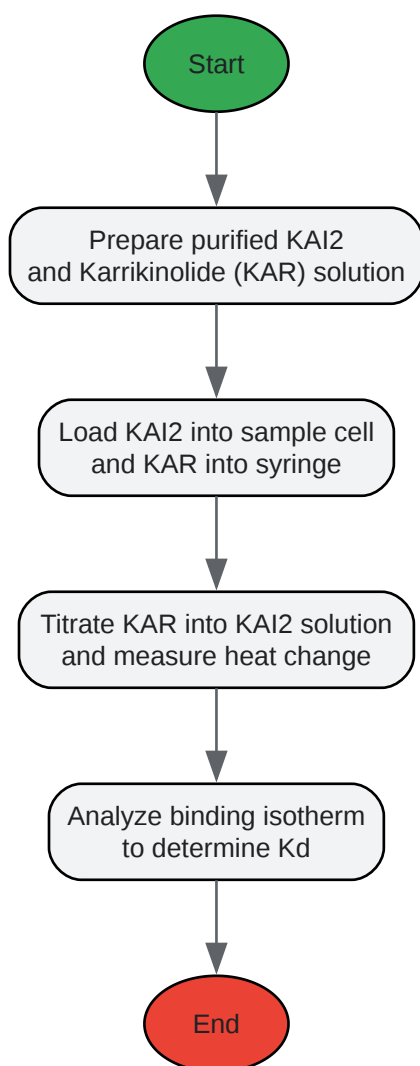 Start
Prepare purified KAI2
and Karrikinolide (KAR) solution
Load KAI2 into sample cell
and KAR into syringe
Titrate KAR into KAI2 solution
and measure heat change
Analyze binding isotherm
to determine Kd
End